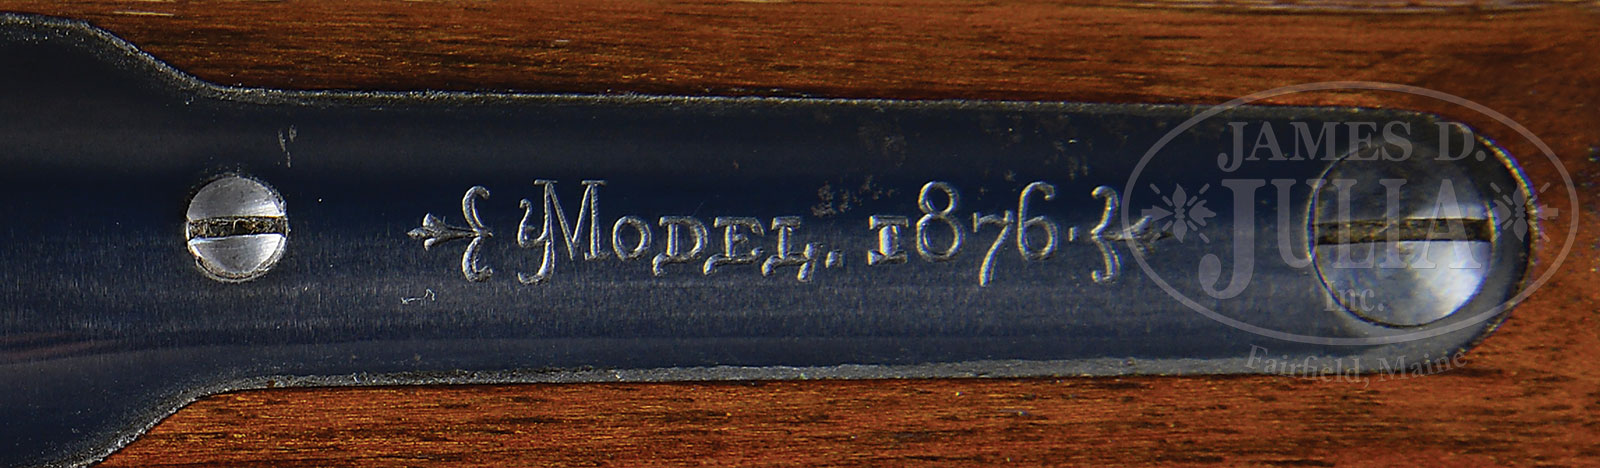 Model. 1876.
JAMES D.
JULIA
Inc.
Fairfield, Maine